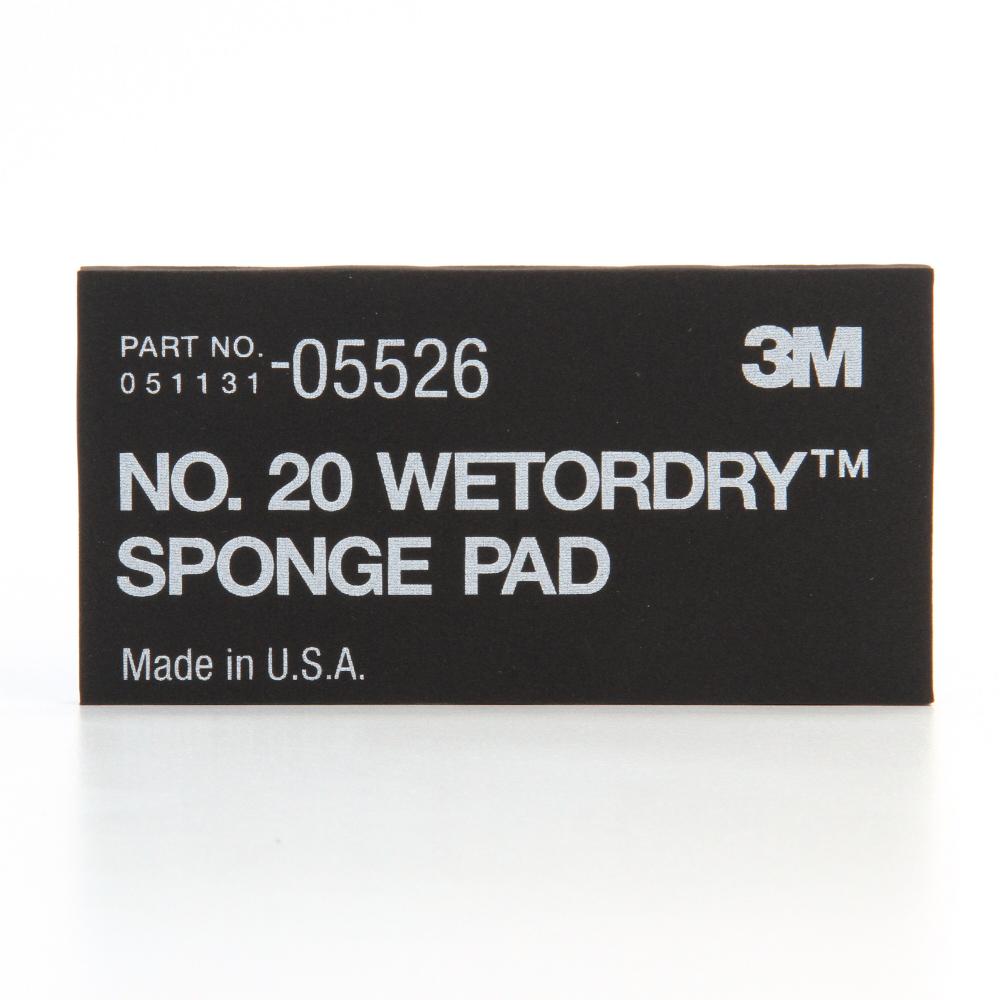 PART NO.
051131 -05526
3M
NO. 20 WETORDRY™
SPONGE PAD
Made in U.S.A.